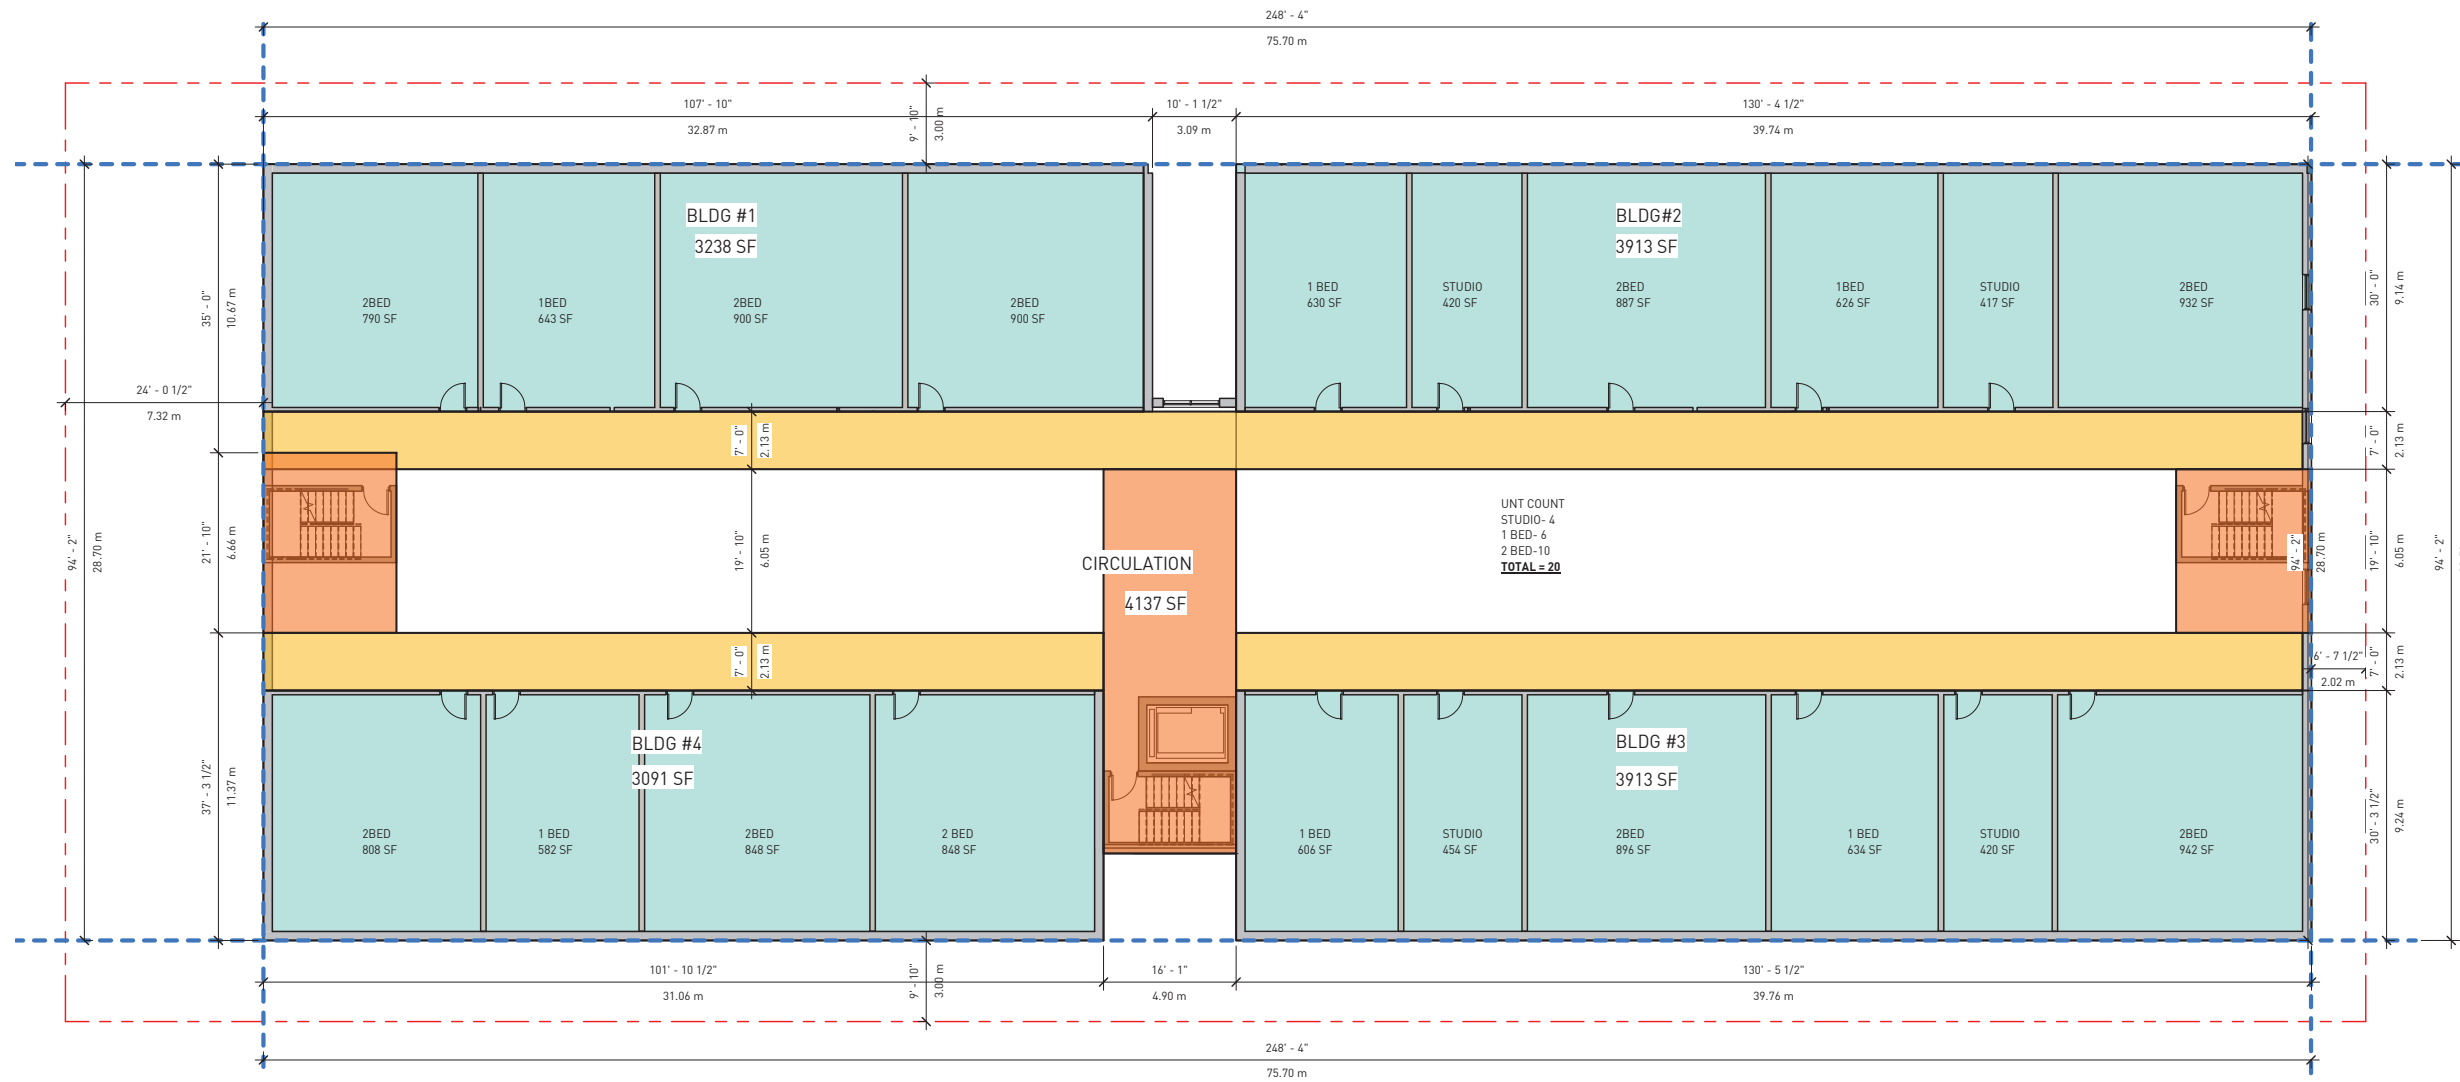 248' - 4"
75.70 m
107' - 10"
32.87 m
9' - 10"
3.00 m
10' - 1 1/2"
3.09 m
130' - 4 1/2"
39.74 m
BLDG #1
3238 SF
BLDG#2
3913 SF
2BED
790 SF
1BED
643 SF
2BED
900 SF
2BED
900 SF
1 BED
630 SF
STUDIO
420 SF
2BED
887 SF
1BED
626 SF
STUDIO
417 SF
2BED
932 SF
35' - 0"
10.67 m
30' - 0"
9.14 m
24' - 0 1/2"
7.32 m
7' - 0"
2.13 m
7' - 0"
2.13 m
94' - 2"
28.70 m
21' - 10"
6.66 m
19' - 10"
6.05 m
CIRCULATION
4137 SF
UNT COUNT
STUDIO- 4
1 BED- 6
2 BED-10
TOTAL = 20
94' - 2"
28.70 m
19' - 10"
6.05 m
94' - 2"
7' - 0"
2.13 m
6' - 7 1/2"
2.02 m
7' - 0"
2.13 m
37' - 3 1/2"
11.37 m
BLDG #4
3091 SF
BLDG #3
3913 SF
2BED
808 SF
1 BED
582 SF
2BED
848 SF
2 BED
848 SF
1 BED
606 SF
STUDIO
454 SF
2BED
896 SF
1 BED
634 SF
STUDIO
420 SF
2BED
942 SF
30' - 3 1/2"
9.24 m
101' - 10 1/2"
31.06 m
9' - 10"
3.00 m
16' - 1"
4.90 m
130' - 5 1/2"
39.76 m
248' - 4"
75.70 m